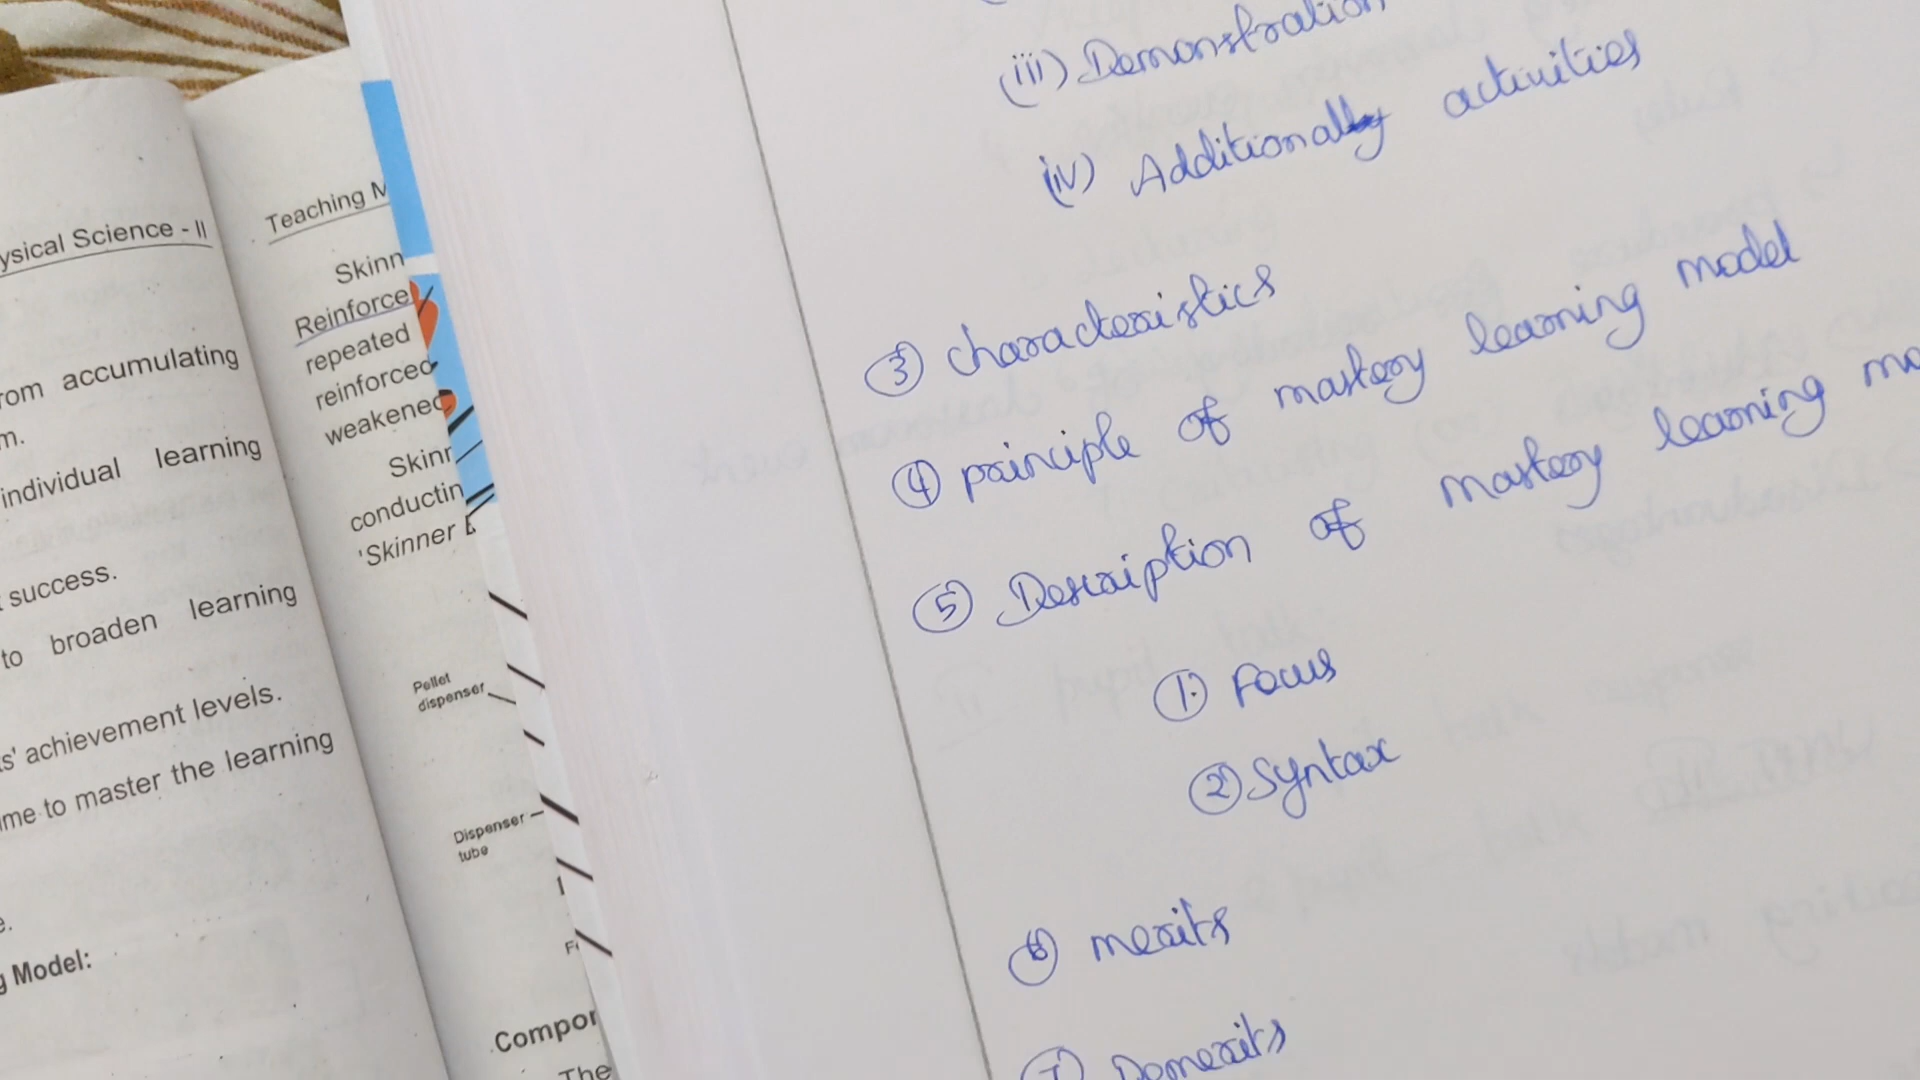 ysical Science - II
rom accumulating
m.
individual learning
success.
to broaden learning
s' achievement levels.
me to master the learning
e.
g Model:
Teaching M
Skinn
Reinforce
repeated
reinforced
weakened
Skinn
conductin
'Skinner B
Pellet
dispenser
Dispenser
tube
Compon
The
(iii) Demonstration
(iv) Additionally activities
③ characteristics
④ principle of mastery learning model
⑤ Description of mastery learning mo
① Focus
② Syntax
⑥ merits
⑦ Demerits